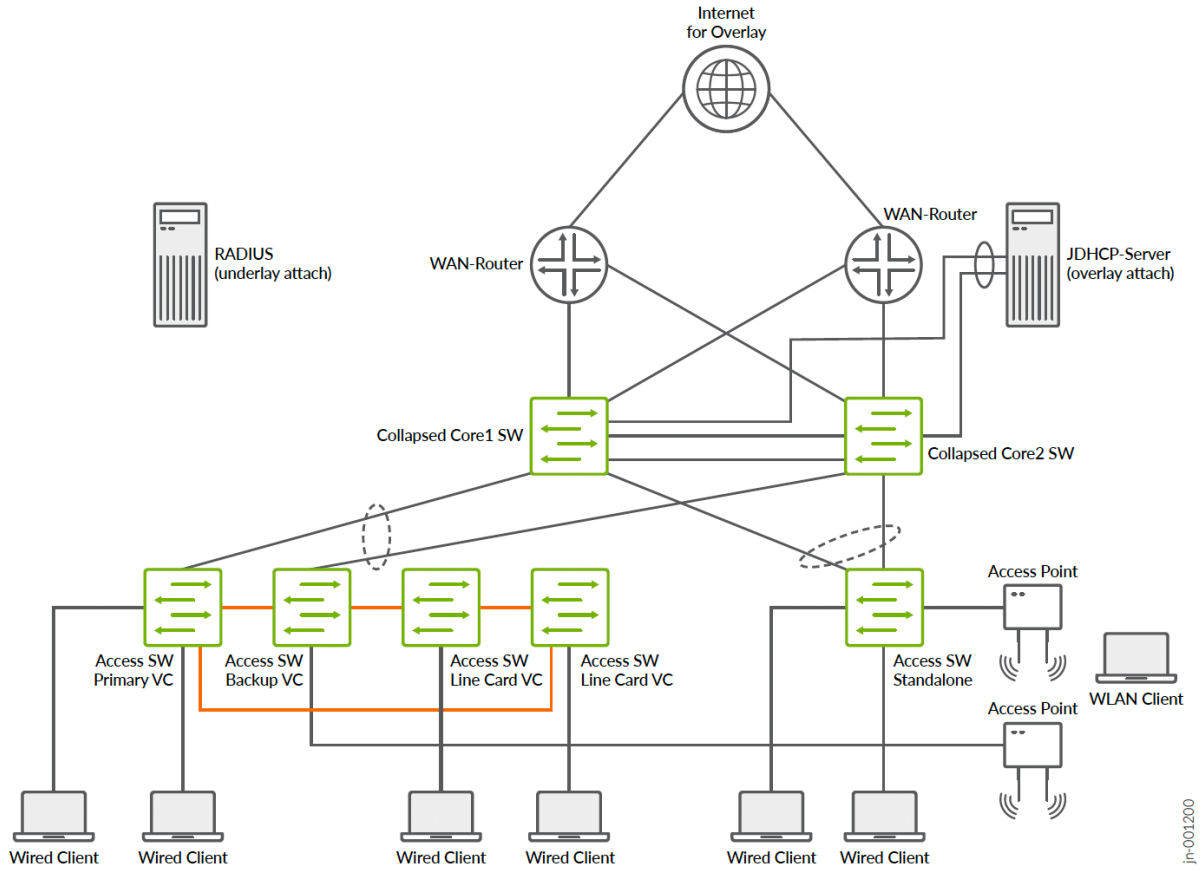 Internet
for Overlay
WAN-Router
RADIUS
(underlay attach)
WAN-Router
JDHCP-Server
(overlay attach)
Collapsed Core1 SW
Collapsed Core2 SW
Access Point
Access SW
Primary VC
Access SW
Backup VC
Access SW
Line Card VC
Access SW
Line Card VC
Access SW
Standalone
WLAN Client
Access Point
Wired Client
Wired Client
Wired Client
Wired Client
Wired Client
Wired Client
jn-001200